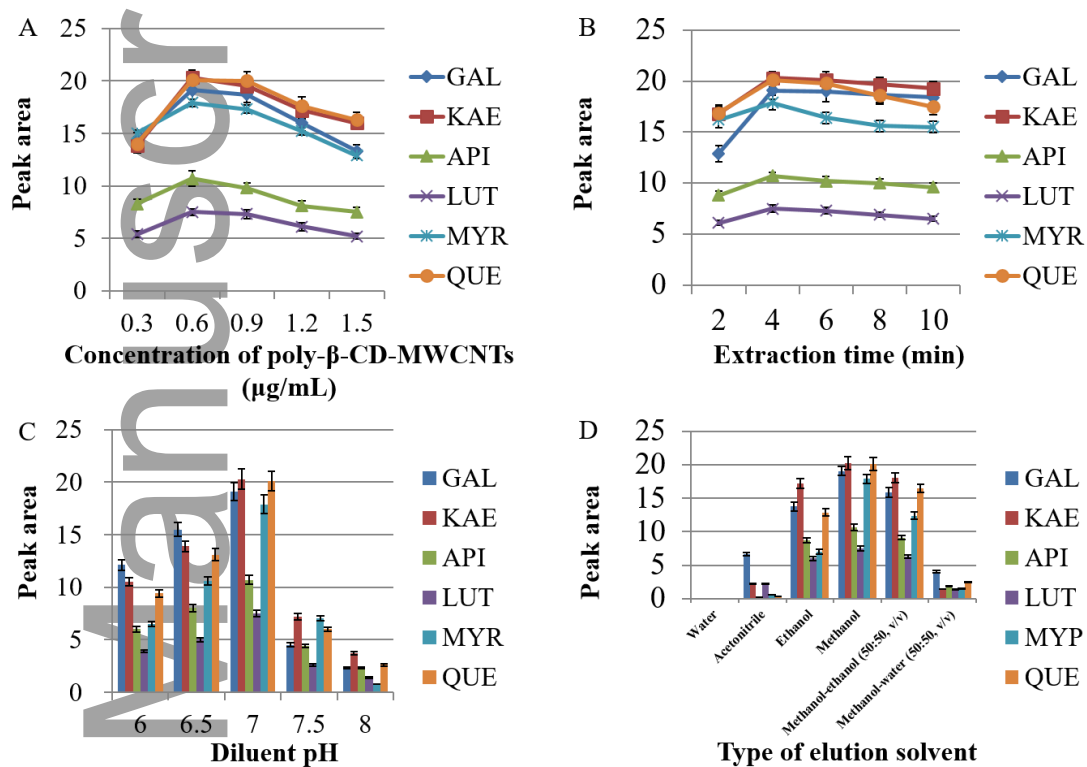 A
25
20
15
10
5
0
Peak area
0.3 0.6 0.9 1.2 1.5
Concentration of poly-β-CD-MWCNTs
(μg/mL)
GAL
KAE
API
LUT
MYR
QUE
B
25
20
15
10
5
0
Peak area
2 4 6 8 10
Extraction time (min)
GAL
KAE
API
LUT
MYR
QUE
C
25
20
15
10
5
0
Peak area
6 6.5 7 7.5 8
Diluent pH
GAL
KAE
API
LUT
MYR
QUE
D
25
20
15
10
5
0
Peak area
Water
Acetonitrile
Ethanol
Methanol
Methanol-ethanol (50:50, v/v)
Methanol-water (50:50, v/v)
Type of elution solvent
GAL
KAE
API
LUT
MYP
QUE
Manuscr